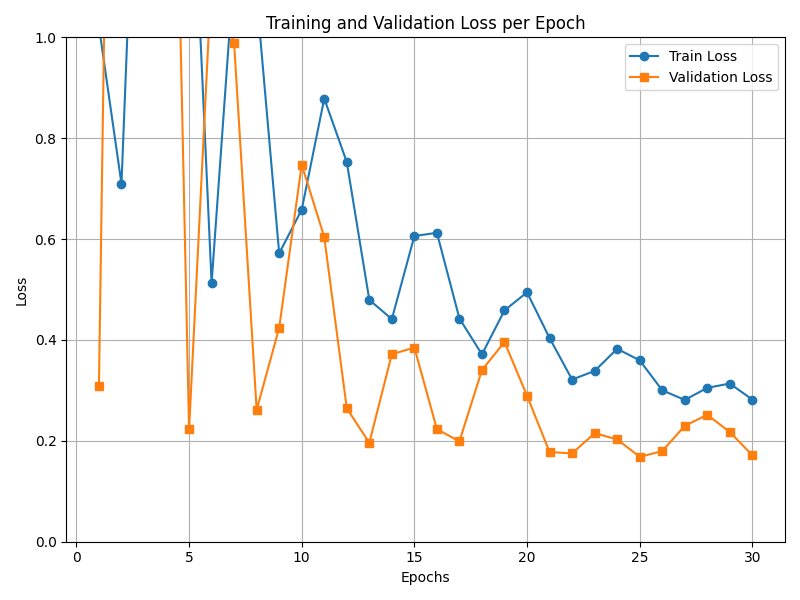 Training and Validation Loss per Epoch
Train Loss
Validation Loss
1.0
0.8
0.6
0.4
0.2
0.0
Loss
0 5 10 15 20 25 30
Epochs